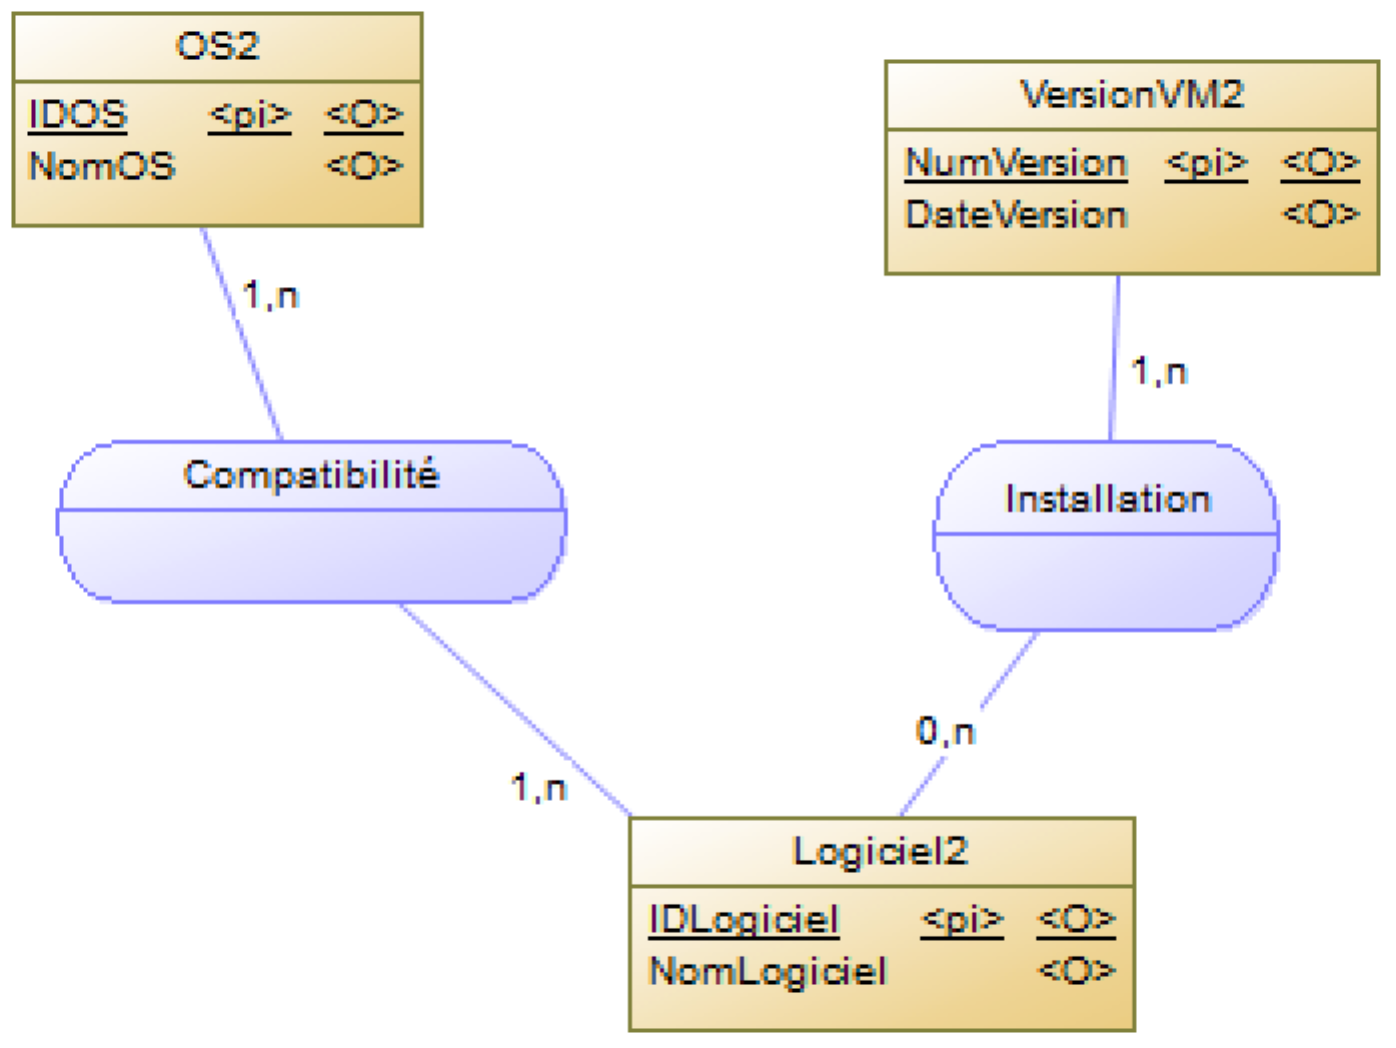 OS2
IDOS <pi> <O>
NomOS <O>
VersionVM2
NumVersion <pi> <O>
DateVersion <O>
1,n
1,n
Compatibilité
Installation
0,n
1,n
Logiciel2
IDLogiciel <pi> <O>
NomLogiciel <O>